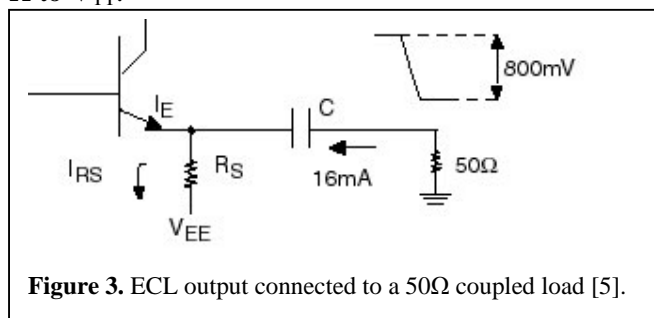 I_E
C
800mV
I_RS
R_S
16mA
50Ω
V_EE
Figure 3. ECL output connected to a 50Ω coupled load [5].